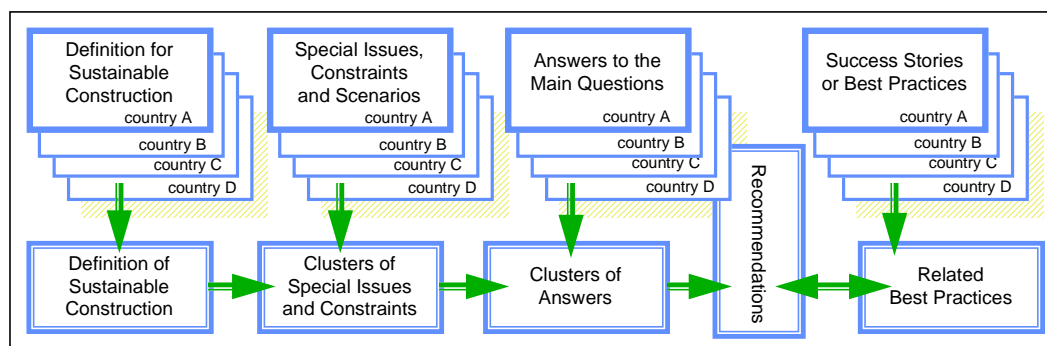 Definition for
Sustainable
Construction
country A
country B
country C
country D
Special Issues,
Constraints
and Scenarios
country A
country B
country C
country D
Answers to the
Main Questions
country A
country B
country C
country D
Success Stories
or Best Practices
country A
country B
country C
country D
Definition of
Sustainable
Construction
Clusters of
Special Issues
and Constraints
Clusters of
Answers
Recommendations
Related
Best Practices